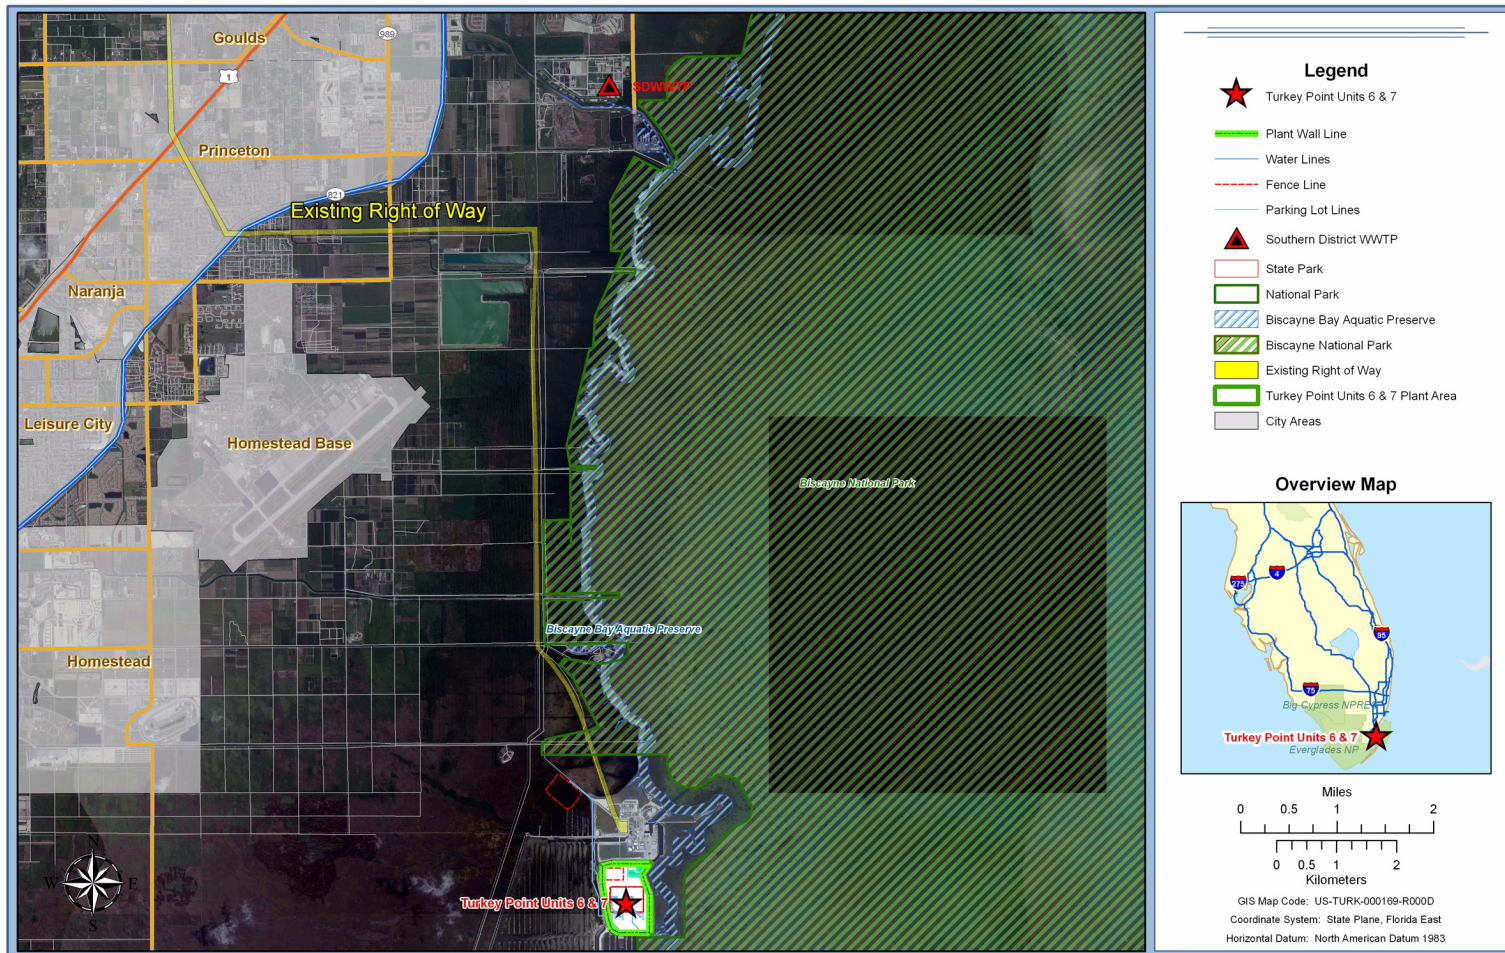 Goulds
989
1
SDWWTP
Princeton
821
Existing Right of Way
Naranja
Leisure City
Homestead Base
Biscayne National Park
Biscayne Bay Aquatic Preserve
Homestead
Turkey Point Units 6 & 7
N
W E
S
Legend
Turkey Point Units 6 & 7
Plant Wall Line
Water Lines
Fence Line
Parking Lot Lines
Southern District WWTP
State Park
National Park
Biscayne Bay Aquatic Preserve
Biscayne National Park
Existing Right of Way
Turkey Point Units 6 & 7 Plant Area
City Areas
Overview Map
4
275
95
75
Big Cypress NPRE
Turkey Point Units 6 & 7
Everglades NP
Miles
0 0.5 1 2
0 0.5 1 2
Kilometers
GIS Map Code: US-TURK-000169-R000D
Coordinate System: State Plane, Florida East
Horizontal Datum: North American Datum 1983